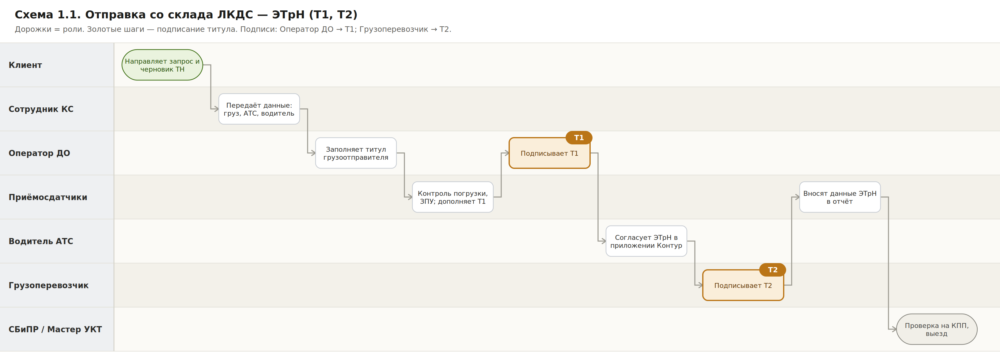 Схема 1.1. Отправка со склада ЛКДС — ЭТрН (Т1, Т2)
Дорожки = роли. Золотые шаги — подписание титула. Подписи: Оператор ДО → Т1; Грузоперевозчик → Т2.
Клиент
Направляет запрос и
черновик ТН
Сотрудник КС
Передаёт данные:
груз, АТС, водитель
Оператор ДО
Заполняет титул
грузоотправителя
Т1
Подписывает Т1
Приёмосдатчики
Контроль погрузки,
ЗПУ; дополняет Т1
Вносят данные ЭТрН
в отчёт
Водитель АТС
Согласует ЭТрН в
приложении Контур
Грузоперевозчик
Т2
Подписывает Т2
СБиПР / Мастер УКТ
Проверка на КПП,
выезд